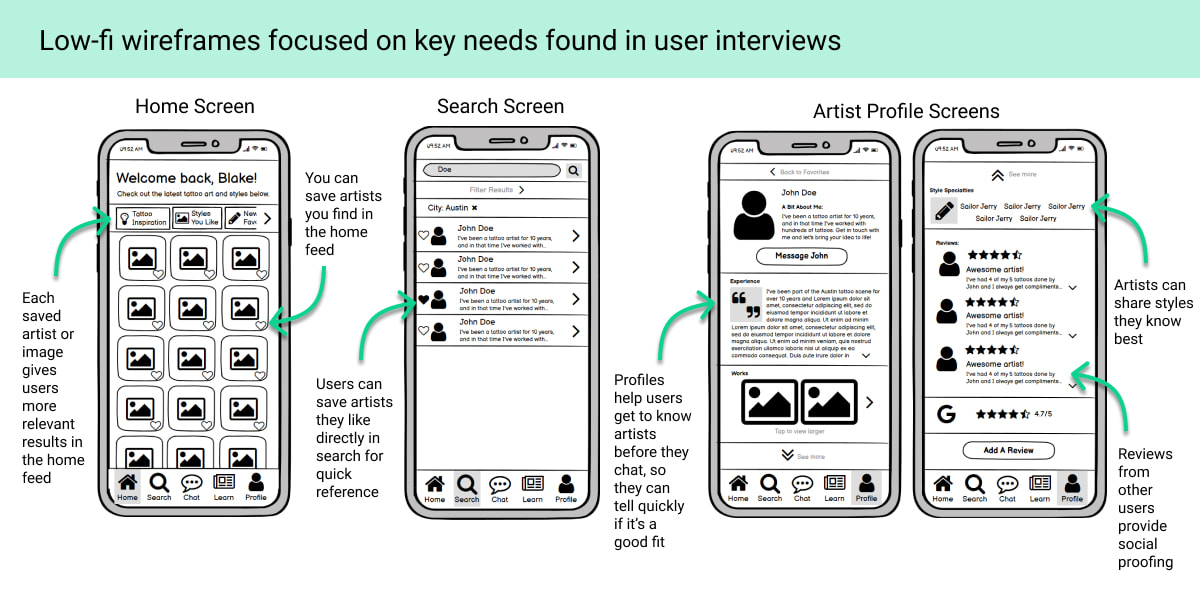 Low-fi wireframes focused on key needs found in user interviews
Home Screen
Search Screen
Artist Profile Screens
Each
saved
artist or
image
gives
users
more
relevant
results in
the home
feed
09:52 AM
Welcome back, Blake!
Check out the latest tattoo art and styles below.
Tattoo
Inspiration
Styles
You Like
New
Favo
Home
Search
Chat
Learn
Profile
You can
save artists
you find in
the home
feed
Users can
save artists
they like
directly in
search for
quick
reference
09:52 AM
Doe
Filter Results
City: Austin ×
John Doe
I've been a tattoo artist for 10 years,
and in that time I've worked with...
John Doe
I've been a tattoo artist for 10 years,
and in that time I've worked with...
John Doe
I've been a tattoo artist for 10 years,
and in that time I've worked with...
John Doe
I've been a tattoo artist for 10 years,
and in that time I've worked with...
Home
Search
Chat
Learn
Profile
Profiles
help users
get to know
artists
before they
chat, so
they can
tell quickly
if it's a
good fit
09:52 AM
Back to Favorites
John Doe
A Bit About Me:
I've been a tattoo artist for 10 years,
and in that time I've worked with
hundreds of tattoos. Get in touch with
me and let's bring your idea to life!
Message John
Experience
I've been part of the Austin tattoo scene for
over 10 years and Lorem ipsum dolor sit
amet, consectetur adipiscing elit, sed do
eiusmod tempor incididunt ut labore et
dolore magna aliqua. Ut enim ad minim
Lorem ipsum dolor sit amet, consectetur adipiscing elit,
sed do eiusmod tempor incididunt ut labore et dolore
magna aliqua. Ut enim ad minim veniam, quis nostrud
exercitation ullamco laboris nisi ut aliquip ex ea
commodo consequat. Duis aute irure dolor in
Works
Tap to view larger
See more
Home
Search
Chat
Learn
Profile
09:52 AM
See more
Style Specialties
Sailor Jerry Sailor Jerry Sailor Jerry
Sailor Jerry Sailor Jerry
Reviews:
Awesome artist!
I've had 4 of my 5 tattoos done by
John and I always get compliments...
Awesome artist!
I've had 4 of my 5 tattoos done by
John and I always get compliments...
Awesome artist!
I've had 4 of my 5 tattoos done by
John and I always get compliments...
G 4.7/5
Add A Review
Home
Search
Chat
Learn
Profile
Artists can
share styles
they know
best
Reviews
from
other
users
provide
social
proofing